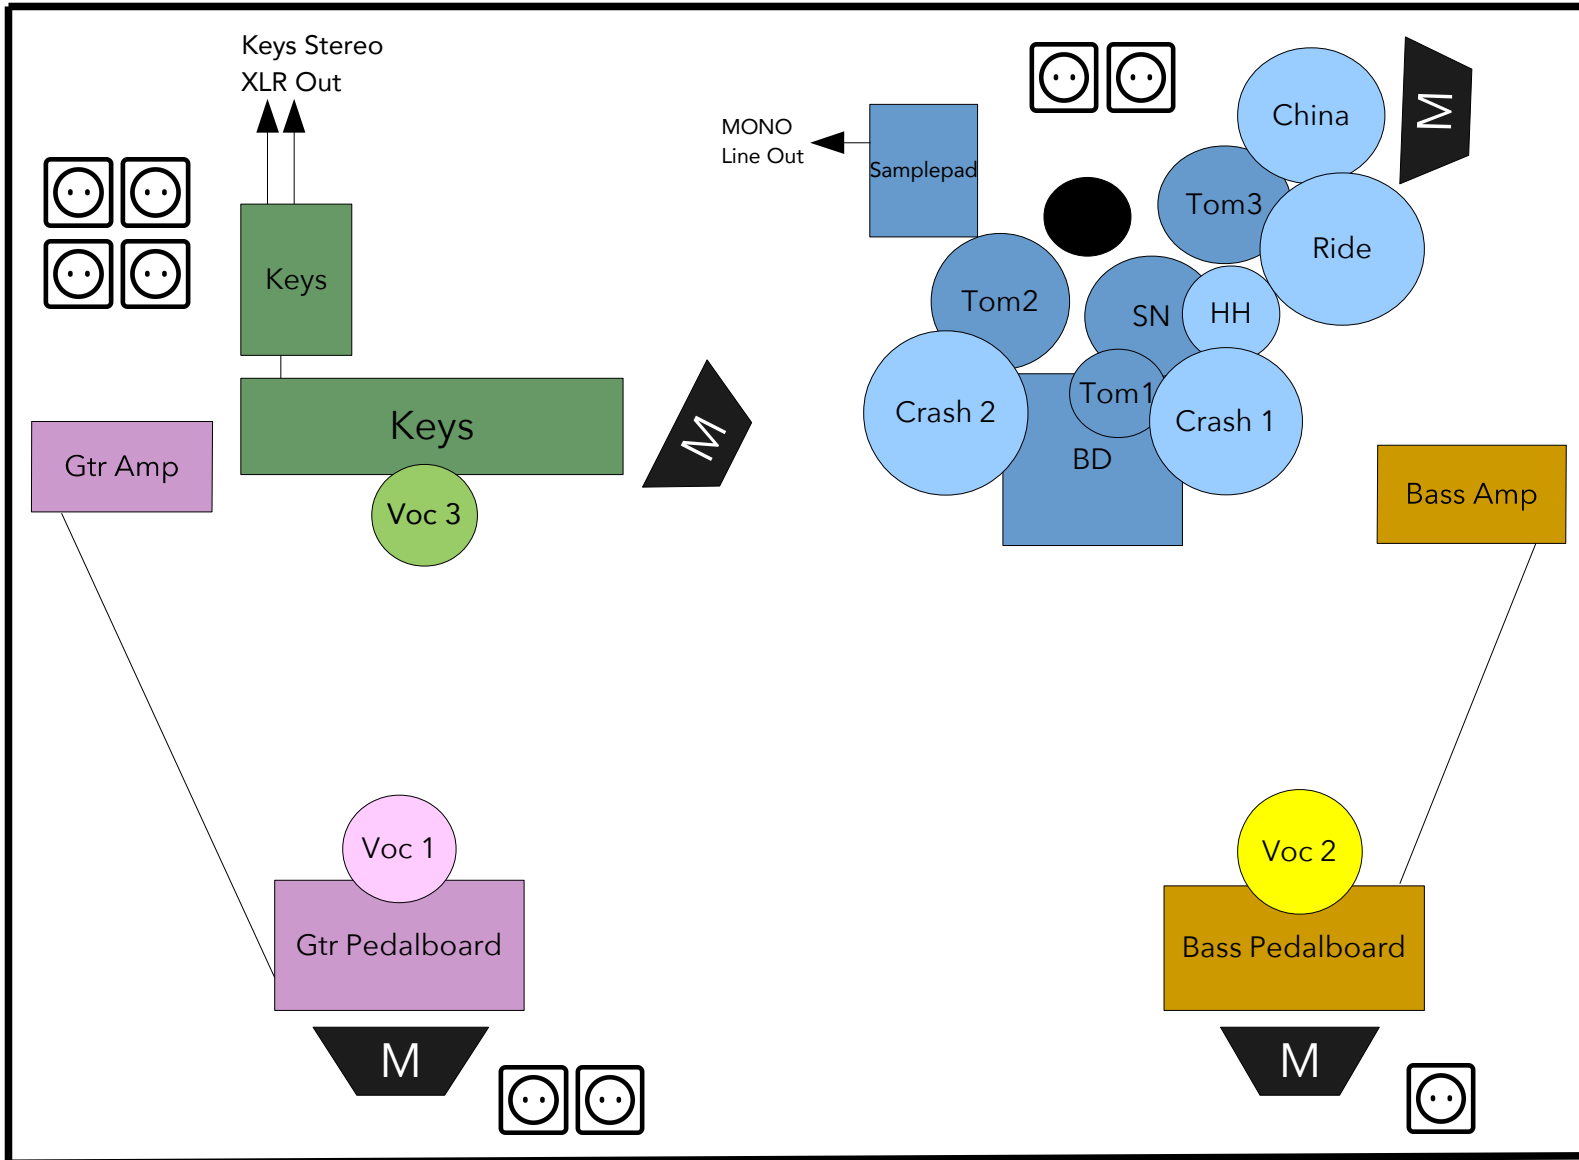 Keys Stereo
XLR Out
China
M
MONO
Line Out
Samplepad
Tom3
Ride
Keys
Tom2
SN
HH
Keys
M
Crash 2
Tom1
Crash 1
BD
Gtr Amp
Voc 3
Bass Amp
Voc 1
Voc 2
Gtr Pedalboard
Bass Pedalboard
M
M